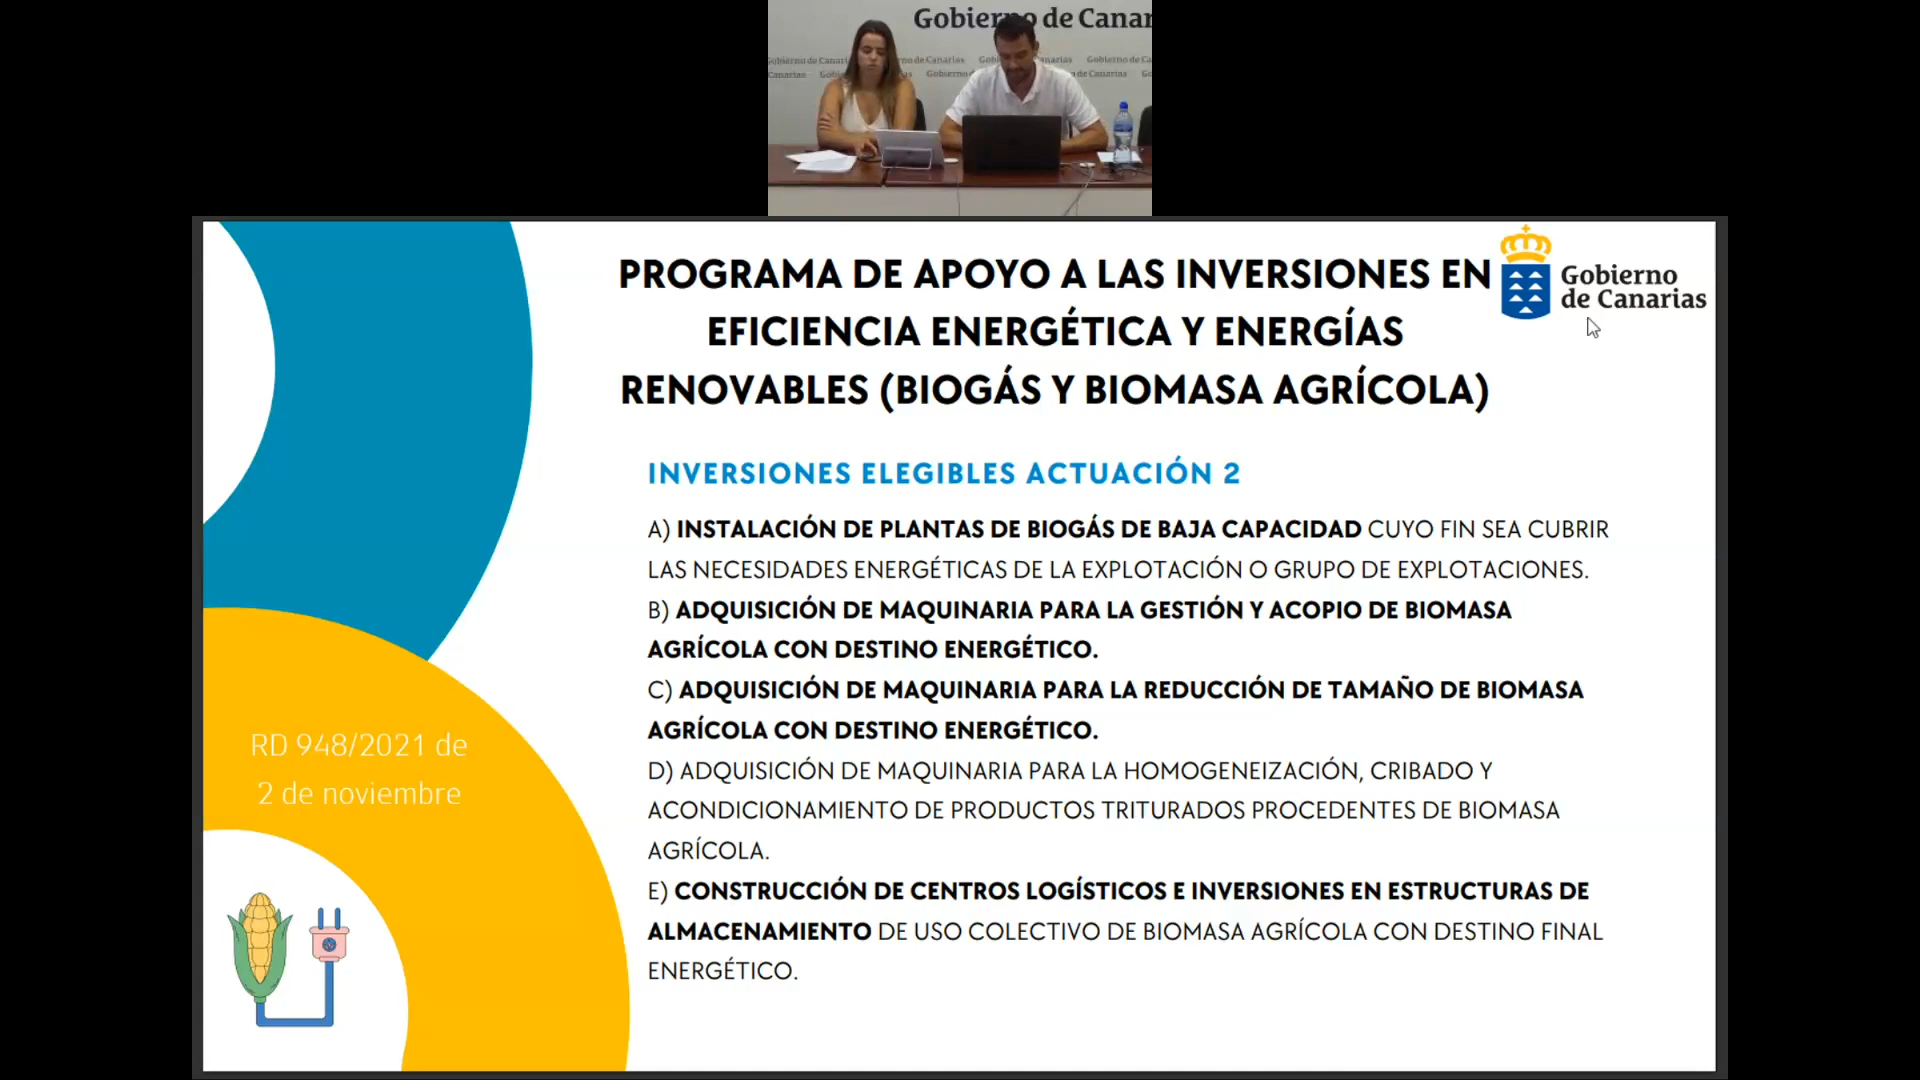 Gobierno de Canar
Gobierno de Canarias
PROGRAMA DE APOYO A LAS INVERSIONES EN
EFICIENCIA ENERGÉTICA Y ENERGÍAS
RENOVABLES (BIOGÁS Y BIOMASA AGRÍCOLA)
Gobierno
de Canarias
INVERSIONES ELEGIBLES ACTUACIÓN 2
A) INSTALACIÓN DE PLANTAS DE BIOGÁS DE BAJA CAPACIDAD CUYO FIN SEA CUBRIR
LAS NECESIDADES ENERGÉTICAS DE LA EXPLOTACIÓN O GRUPO DE EXPLOTACIONES.
B) ADQUISICIÓN DE MAQUINARIA PARA LA GESTIÓN Y ACOPIO DE BIOMASA
AGRÍCOLA CON DESTINO ENERGÉTICO.
C) ADQUISICIÓN DE MAQUINARIA PARA LA REDUCCIÓN DE TAMAÑO DE BIOMASA
AGRÍCOLA CON DESTINO ENERGÉTICO.
D) ADQUISICIÓN DE MAQUINARIA PARA LA HOMOGENEIZACIÓN, CRIBADO Y
ACONDICIONAMIENTO DE PRODUCTOS TRITURADOS PROCEDENTES DE BIOMASA
AGRÍCOLA.
E) CONSTRUCCIÓN DE CENTROS LOGÍSTICOS E INVERSIONES EN ESTRUCTURAS DE
ALMACENAMIENTO DE USO COLECTIVO DE BIOMASA AGRÍCOLA CON DESTINO FINAL
ENERGÉTICO.
RD 948/2021 de
2 de noviembre